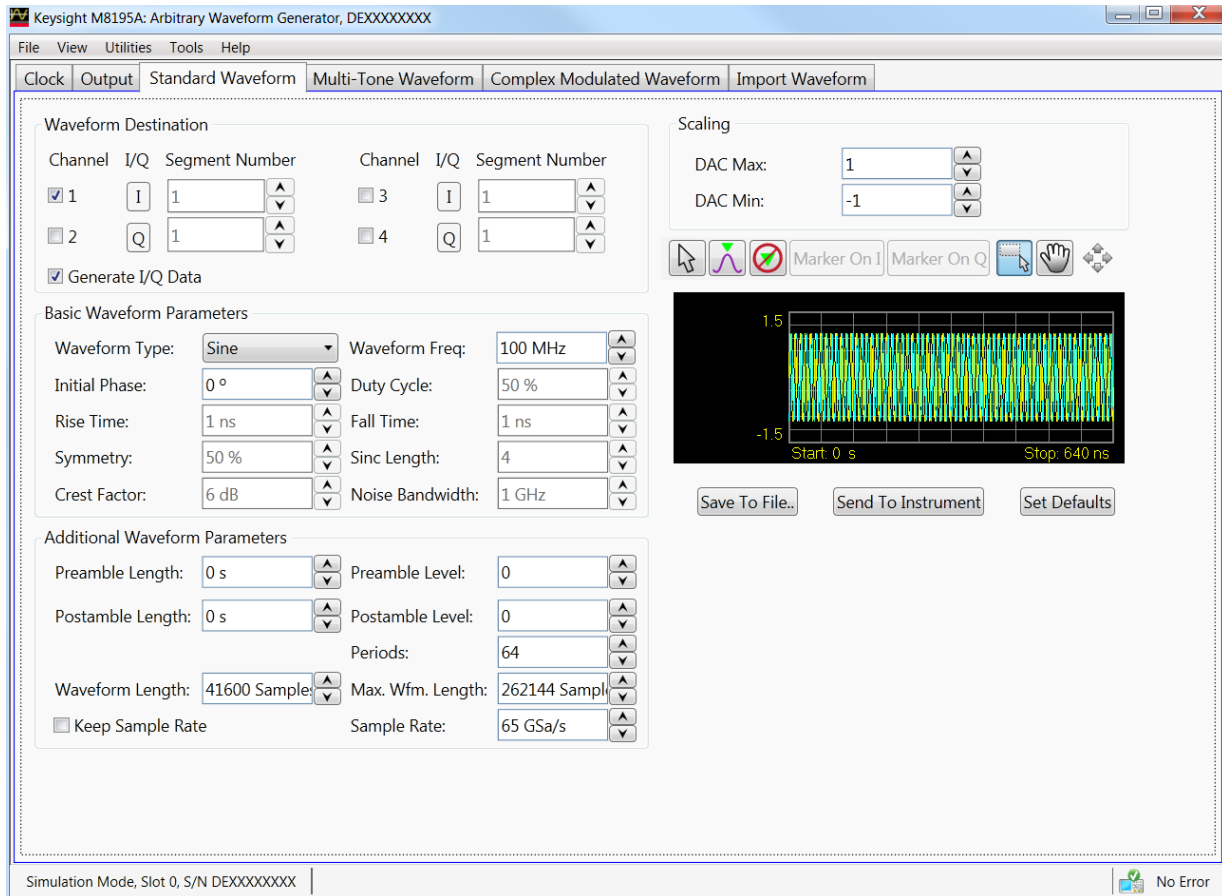 Keysight M8195A: Arbitrary Waveform Generator, DEXXXXXXXX
File View Utilities Tools Help
Clock Output Standard Waveform Multi-Tone Waveform Complex Modulated Waveform Import Waveform
Waveform Destination
Channel I/Q Segment Number Channel I/Q Segment Number
1 I 1 3 I 1
2 Q 1 4 Q 1
Generate I/Q Data
Scaling
DAC Max: 1
DAC Min: -1
Marker On I Marker On Q
1.5
-1.5
Start: 0 s Stop: 640 ns
Save To File.. Send To Instrument Set Defaults
Basic Waveform Parameters
Waveform Type: Sine Waveform Freq: 100 MHz
Initial Phase: 0 º Duty Cycle: 50 %
Rise Time: 1 ns Fall Time: 1 ns
Symmetry: 50 % Sinc Length: 4
Crest Factor: 6 dB Noise Bandwidth: 1 GHz
Additional Waveform Parameters
Preamble Length: 0 s Preamble Level: 0
Postamble Length: 0 s Postamble Level: 0
Periods: 64
Waveform Length: 41600 Samples Max. Wfm. Length: 262144 Sampl
Keep Sample Rate Sample Rate: 65 GSa/s
Simulation Mode, Slot 0, S/N DEXXXXXXXX No Error